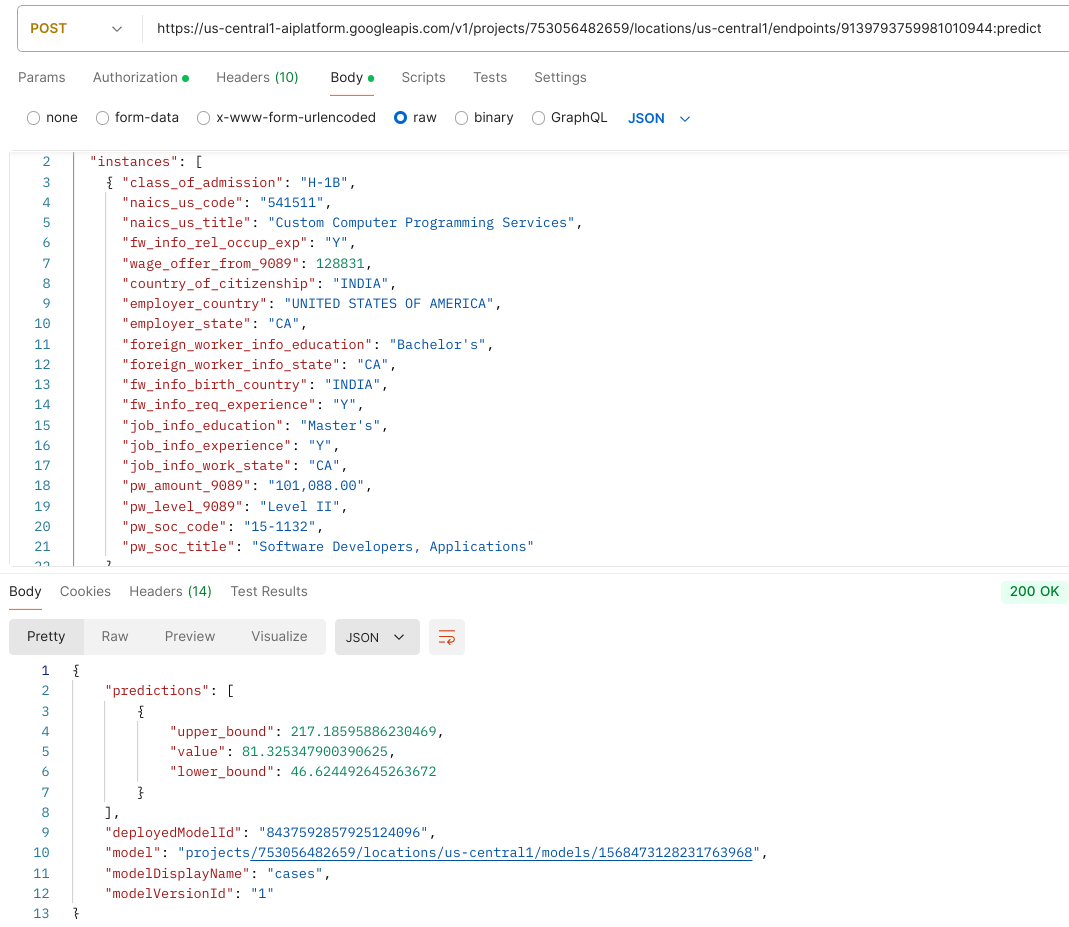 POST https://us-central1-aiplatform.googleapis.com/v1/projects/753056482659/locations/us-central1/endpoints/9139793759981010944:predict
Params Authorization Headers (10) Body Scripts Tests Settings
none form-data x-www-form-urlencoded raw binary GraphQL JSON
2 "instances": [
3 { "class_of_admission": "H-1B",
4 "naics_us_code": "541511",
5 "naics_us_title": "Custom Computer Programming Services",
6 "fw_info_rel_occup_exp": "Y",
7 "wage_offer_from_9089": 128831,
8 "country_of_citizenship": "INDIA",
9 "employer_country": "UNITED STATES OF AMERICA",
10 "employer_state": "CA",
11 "foreign_worker_info_education": "Bachelor's",
12 "foreign_worker_info_state": "CA",
13 "fw_info_birth_country": "INDIA",
14 "fw_info_req_experience": "Y",
15 "job_info_education": "Master's",
16 "job_info_experience": "Y",
17 "job_info_work_state": "CA",
18 "pw_amount_9089": "101,088.00",
19 "pw_level_9089": "Level II",
20 "pw_soc_code": "15-1132",
21 "pw_soc_title": "Software Developers, Applications"
22 }
Body Cookies Headers (14) Test Results 200 OK
Pretty Raw Preview Visualize JSON
1 {
2 "predictions": [
3 {
4 "upper_bound": 217.18595886230469,
5 "value": 81.325347900390625,
6 "lower_bound": 46.624492645263672
7 }
8 ],
9 "deployedModelId": "8437592857925124096",
10 "model": "projects/753056482659/locations/us-central1/models/1568473128231763968",
11 "modelDisplayName": "cases",
12 "modelVersionId": "1"
13 }